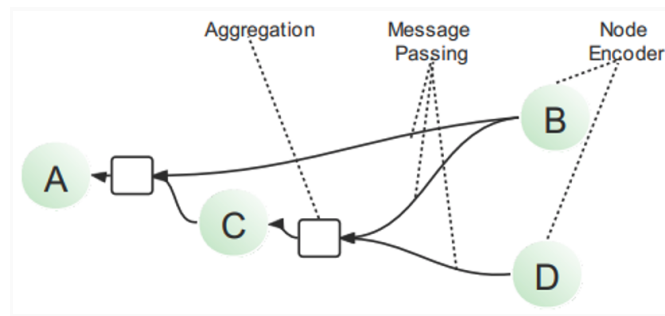 Aggregation
Message
Passing
Node
Encoder
B
A
C
D